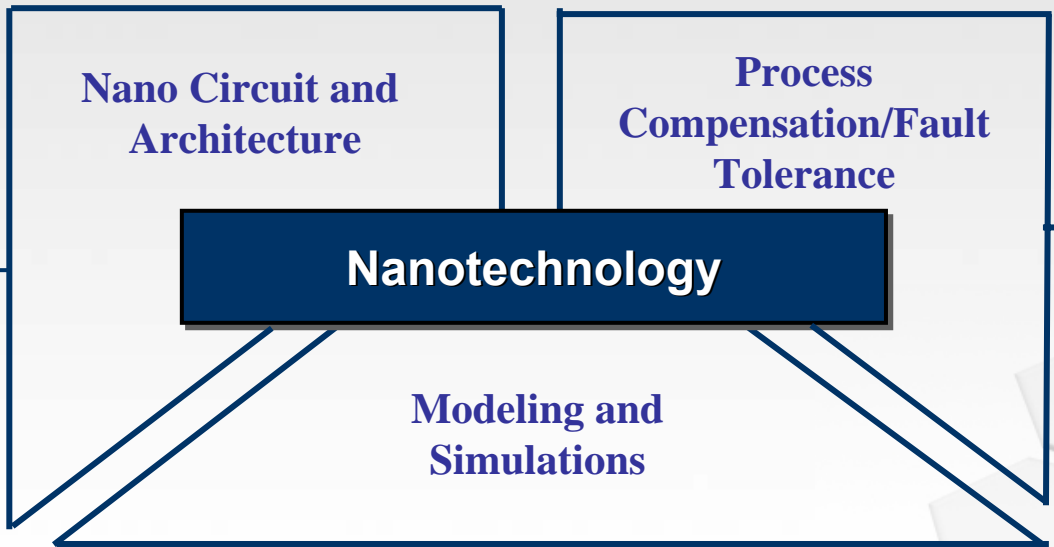 Nano Circuit and
Architecture
Process
Compensation/Fault
Tolerance
Nanotechnology
Modeling and
Simulations